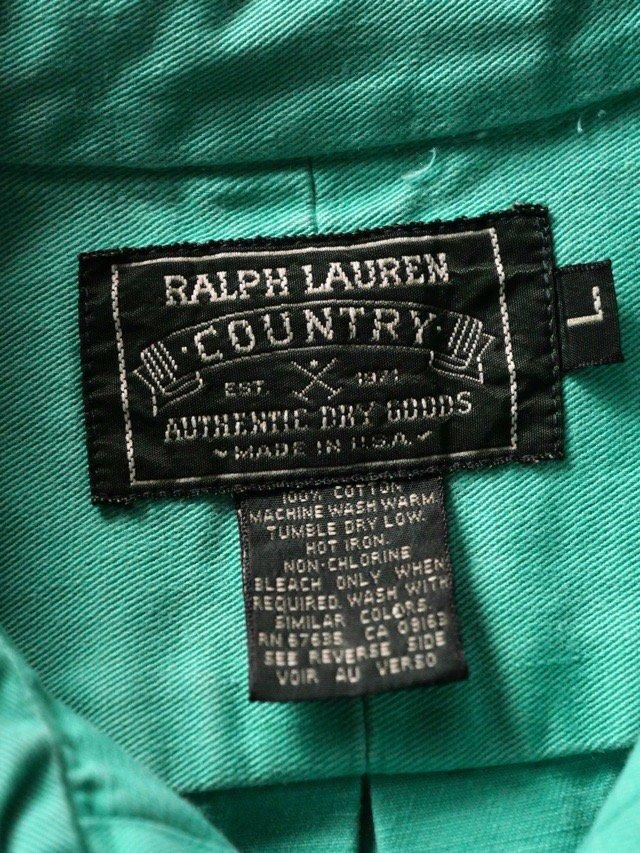 RALPH LAUREN
·COUNTRY·
EST. 1971
AUTHENTIC DRY GOODS
~MADE IN U.S.A.~
L
100% COTTON
MACHINE WASH WARM.
TUMBLE DRY LOW.
HOT IRON.
NON-CHLORINE
BLEACH ONLY WHEN
REQUIRED. WASH WITH
SIMILAR COLORS.
RN 67635 CA 09163
SEE REVERSE SIDE
VOIR AU VERSO